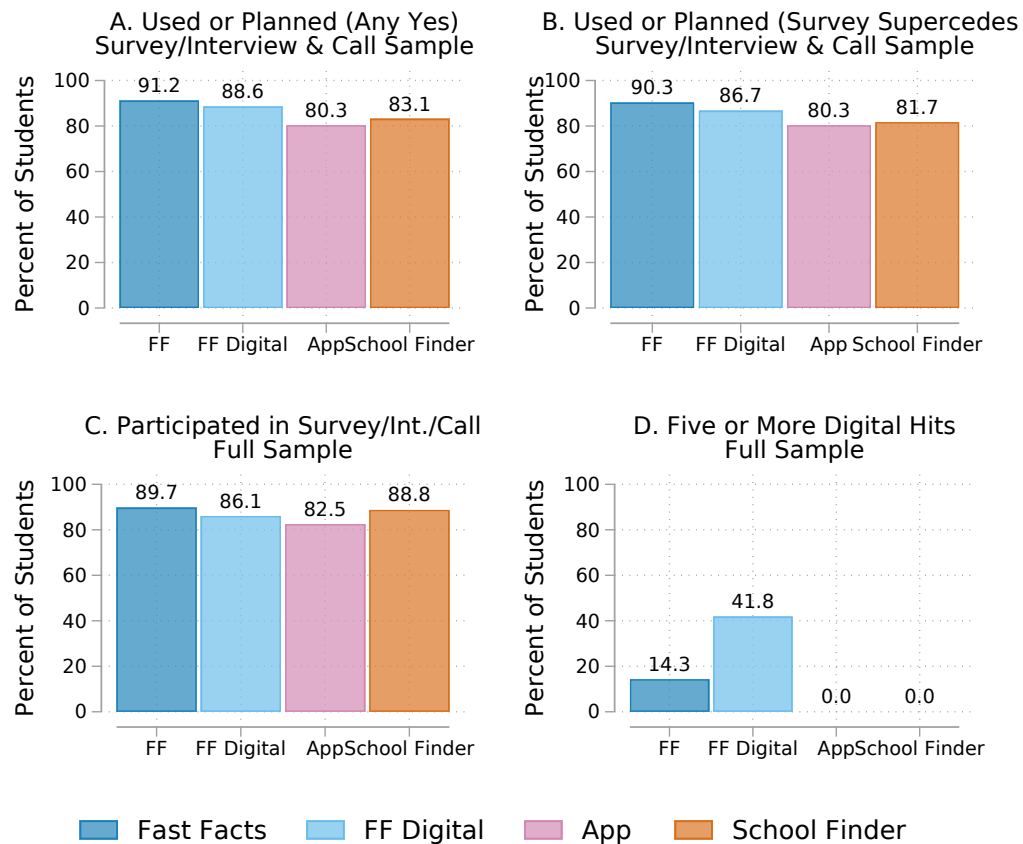 A. Used or Planned (Any Yes)
Survey/Interview & Call Sample
Percent of Students
100
80
60
40
20
0
91.2
88.6
80.3
83.1
FF
FF Digital
App
School Finder
B. Used or Planned (Survey Supercedes
Survey/Interview & Call Sample
Percent of Students
100
80
60
40
20
0
90.3
86.7
80.3
81.7
FF
FF Digital
App
School Finder
C. Participated in Survey/Int./Call
Full Sample
Percent of Students
100
80
60
40
20
0
89.7
86.1
82.5
88.8
FF
FF Digital
App
School Finder
D. Five or More Digital Hits
Full Sample
Percent of Students
100
80
60
40
20
0
14.3
41.8
0.0
0.0
FF
FF Digital
App
School Finder
Fast Facts
FF Digital
App
School Finder